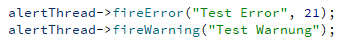 alertThread->fireError("Test Error", 21);
alertThread->fireWarning("Test Warnung");